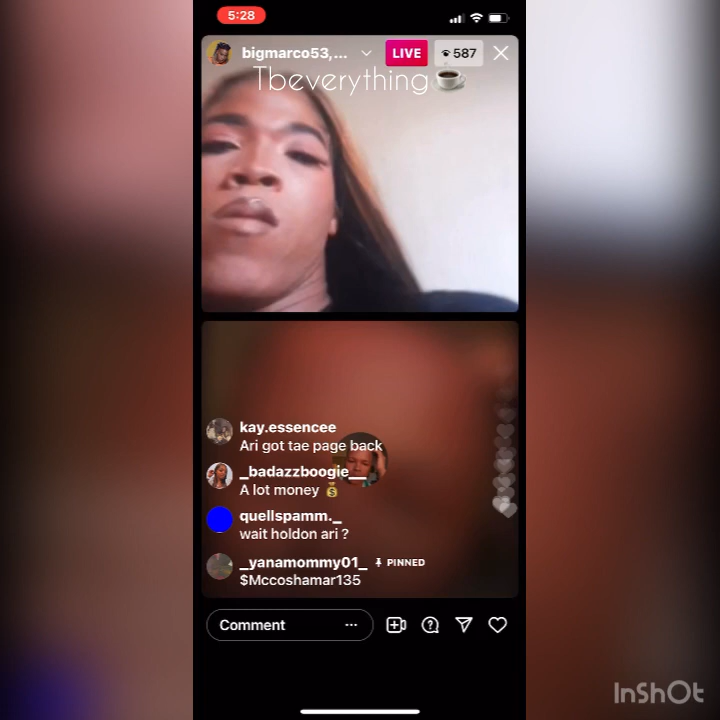 5:28
bigmarco53,...
LIVE
587
Tbeverything☕
kay.essencee
Ari got tae page back
_badazzboogie__
A lot money 💰
quellspamm._
wait holdon ari ?
_yanamommy01_ PINNED
$Mccoshamar135
Comment ...
InShOt